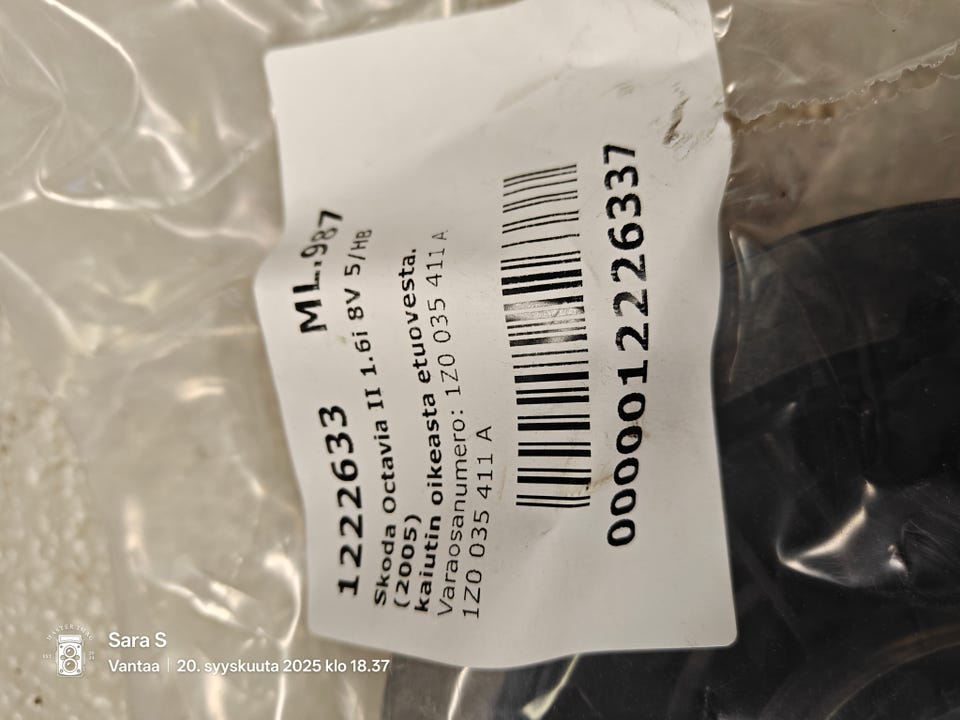 1222633 ML.987
Skoda Octavia II 1.6i 8V 5/HB
(2005)
kaiutin oikeasta etuovesta.
Varaosanumero: 1Z0 035 411 A
1Z0 035 411 A
0000012226337
Sara S
Vantaa | 20. syyskuuta 2025 klo 18.37